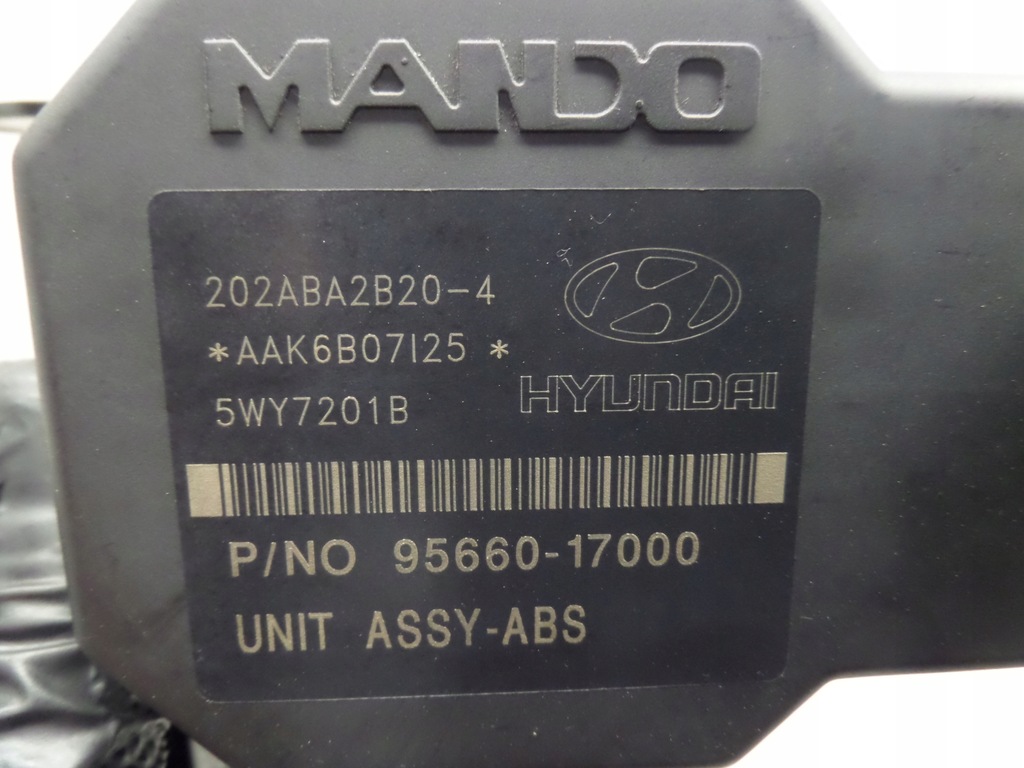 MANDO
202ABA2B20-4
*AAK6B07I25 *
5WY7201B
HYUNDAI
P/NO 95660-17000
UNIT ASSY-ABS